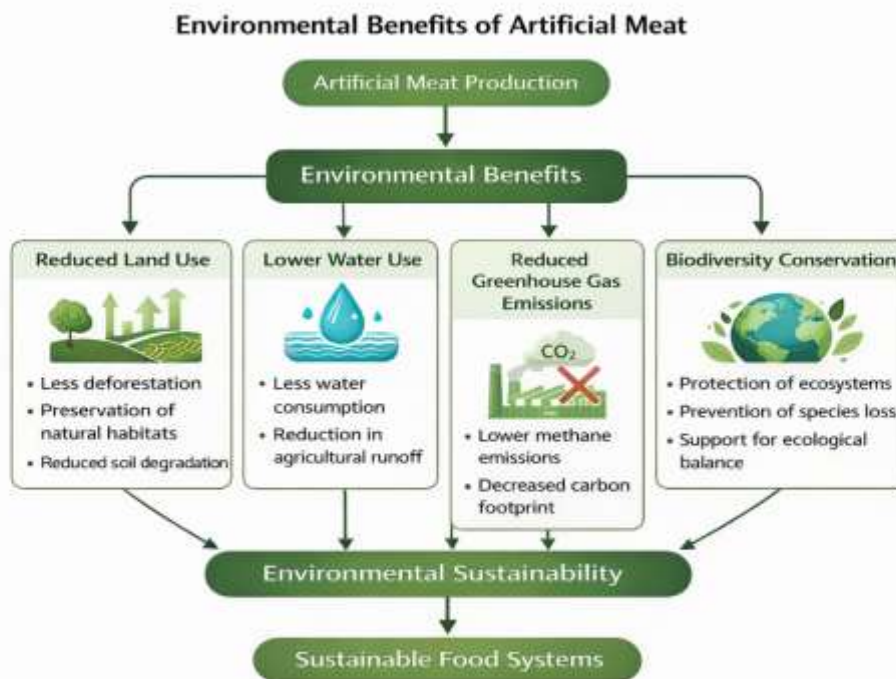 Environmental Benefits of Artificial Meat
Artificial Meat Production
Environmental Benefits
Reduced Land Use
• Less deforestation
• Preservation of
natural habitats
• Reduced soil degradation
Lower Water Use
• Less water
consumption
• Reduction in
agricultural runoff
Reduced
Greenhouse Gas
Emissions
CO₂
• Lower methane
emissions
• Decreased carbon
footprint
Biodiversity Conservation
• Protection of ecosystems
• Prevention of species loss
• Support for ecological
balance
Environmental Sustainability
Sustainable Food Systems